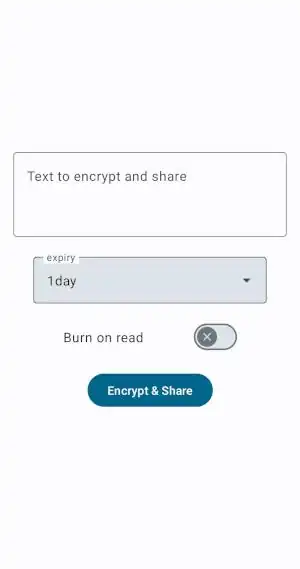 Text to encrypt and share
expiry
1day
Burn on read
Encrypt & Share